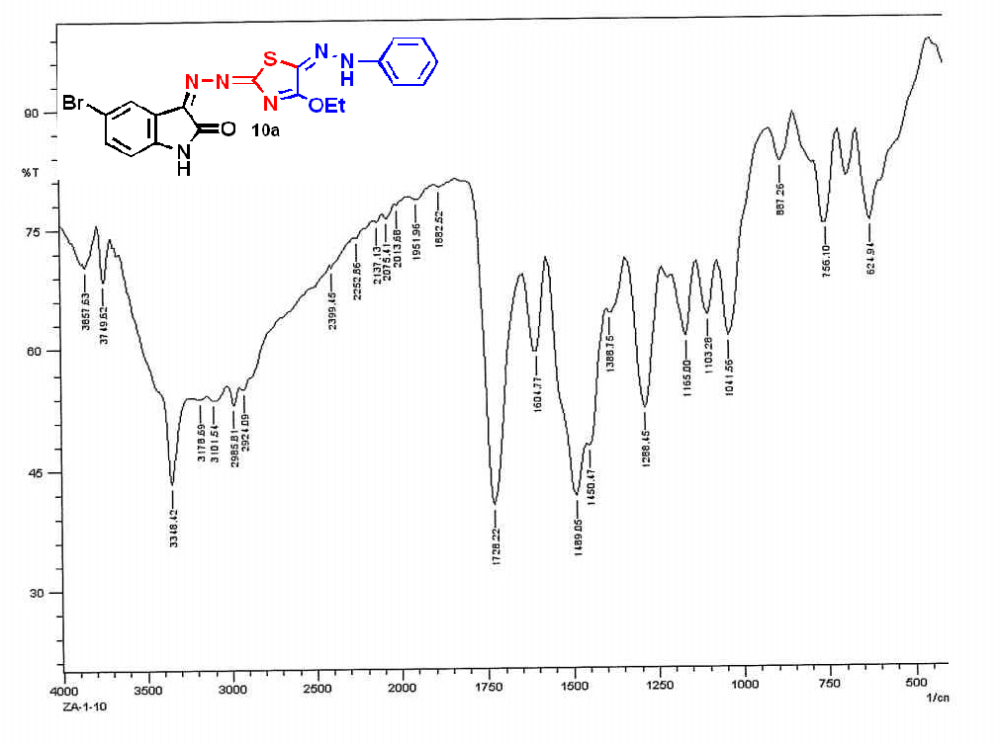 S
N
N
H
N
N
N
OEt
Br
O
10a
N
H
%T
90
75
60
45
30
3857.63
3749.62
3348.42
3178.69
3101.54
2985.81
2924.09
2399.45
2252.86
2137.13
2075.41
2013.68
1951.96
1882.52
1728.22
1604.77
1489.05
1450.47
1388.75
1288.45
1165.00
1103.28
1041.56
887.26
756.10
624.94
4000
3500
3000
2500
2000
1750
1500
1250
1000
750
500
1/cm
ZA-1-10